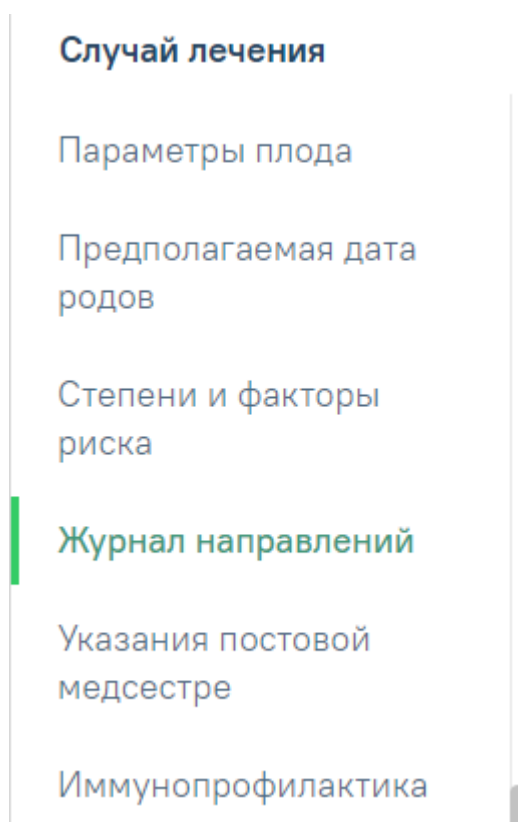 Случай лечения
Параметры плода
Предполагаемая дата
родов
Степени и факторы
риска
Журнал направлений
Указания постовой
медсестре
Иммунопрофилактика